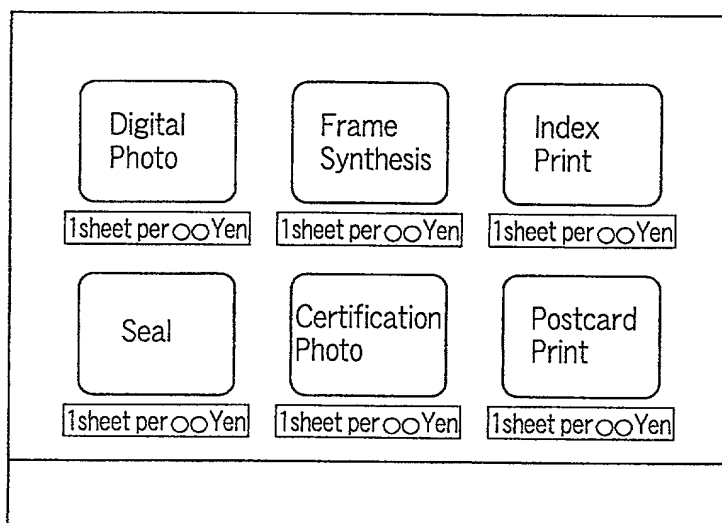 Digital
Photo
Frame
Synthesis
Index
Print
1sheet per○○Yen
1sheet per○○Yen
1sheet per○○Yen
Seal
Certification
Photo
Postcard
Print
1sheet per○○Yen
1sheet per○○Yen
1sheet per○○Yen